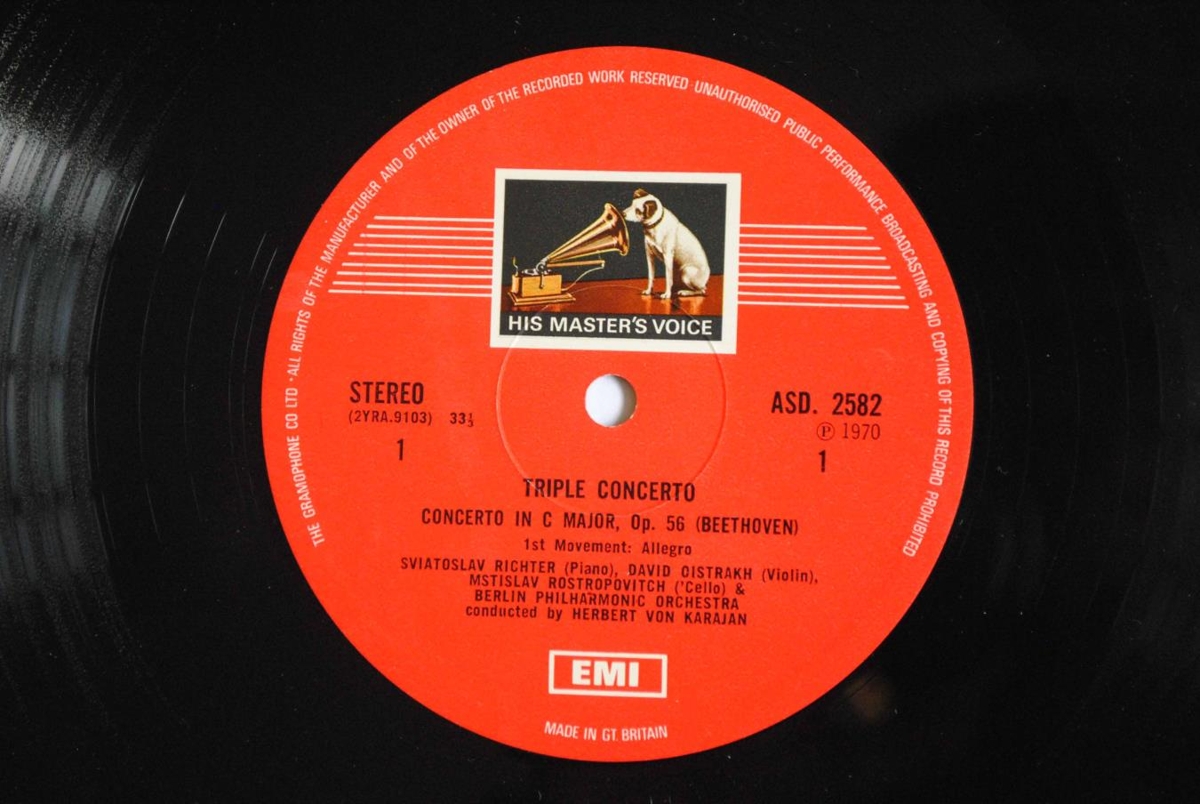 THE GRAMOPHONE CO LTD · ALL RIGHTS OF THE MANUFACTURER AND OF THE OWNER OF THE RECORDED WORK RESERVED UNAUTHORISED PUBLIC PERFORMANCE BROADCASTING AND COPYING OF THIS RECORD PROHIBITED
HIS MASTER'S VOICE
STEREO
(2YRA.9103) 33⅓
1
ASD. 2582
℗ 1970
1
TRIPLE CONCERTO
CONCERTO IN C MAJOR, Op. 56 (BEETHOVEN)
1st Movement: Allegro
SVIATOSLAV RICHTER (Piano), DAVID OISTRAKH (Violin),
MSTISLAV ROSTROPOVITCH ('Cello) &
BERLIN PHILHARMONIC ORCHESTRA
conducted by HERBERT VON KARAJAN
EMI
MADE IN GT. BRITAIN